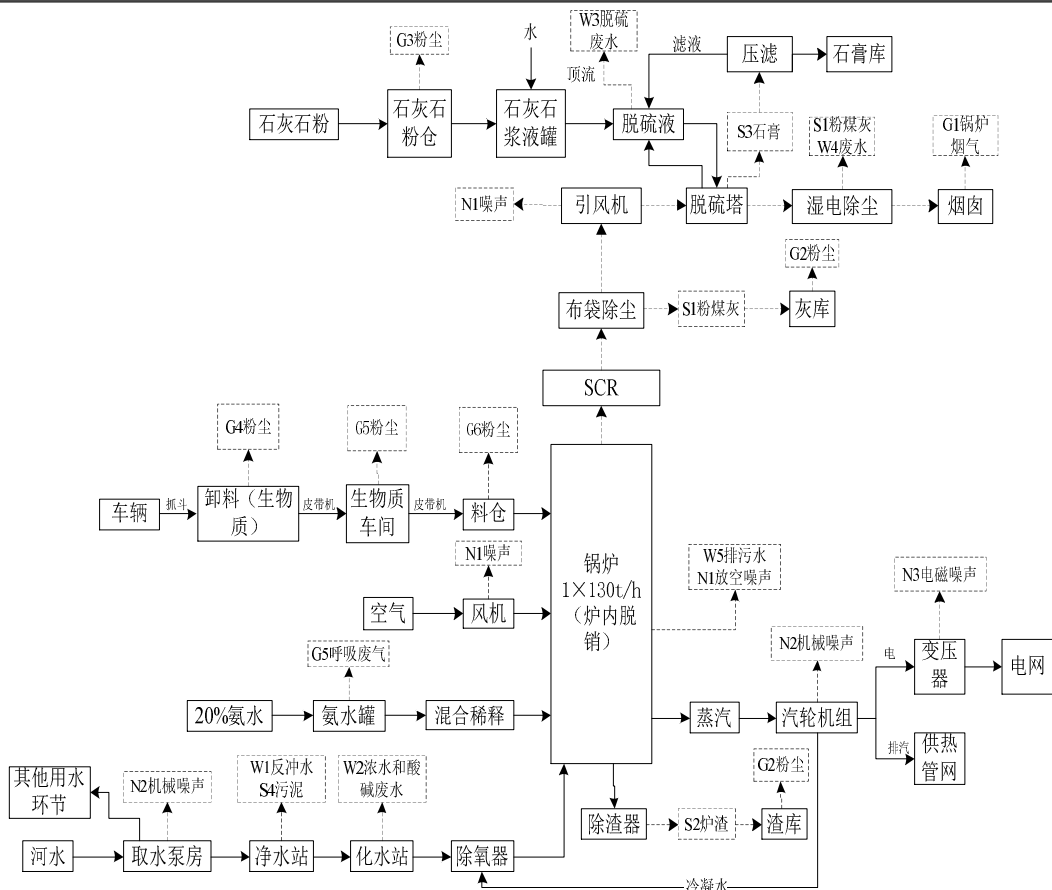 W3脱硫
废水
G3粉尘
水
滤液
压滤
石膏库
顶流
石灰石粉
石灰石
粉仓
石灰石
浆液罐
脱硫液
S3石膏
S1粉煤灰
W4废水
G1锅炉
烟气
N1噪声
引风机
脱硫塔
湿电除尘
烟囱
G2粉尘
布袋除尘
S1粉煤灰
灰库
SCR
G4粉尘
G5粉尘
G6粉尘
车辆
抓斗
卸料（生物
质）
皮带机
生物质
车间
皮带机
料仓
N1噪声
空气
风机
锅炉
1×130t/h
（炉内脱
销）
W5排污水
N1放空噪声
N3电磁噪声
G5呼吸废气
N2机械噪声
电
变压
器
电网
20%氨水
氨水罐
混合稀释
蒸汽
汽轮机组
排汽
供热
管网
其他用水
环节
N2机械噪声
W1反冲水
S4污泥
W2浓水和酸
碱废水
G2粉尘
除渣器
S2炉渣
渣库
河水
取水泵房
净水站
化水站
除氧器
冷凝水